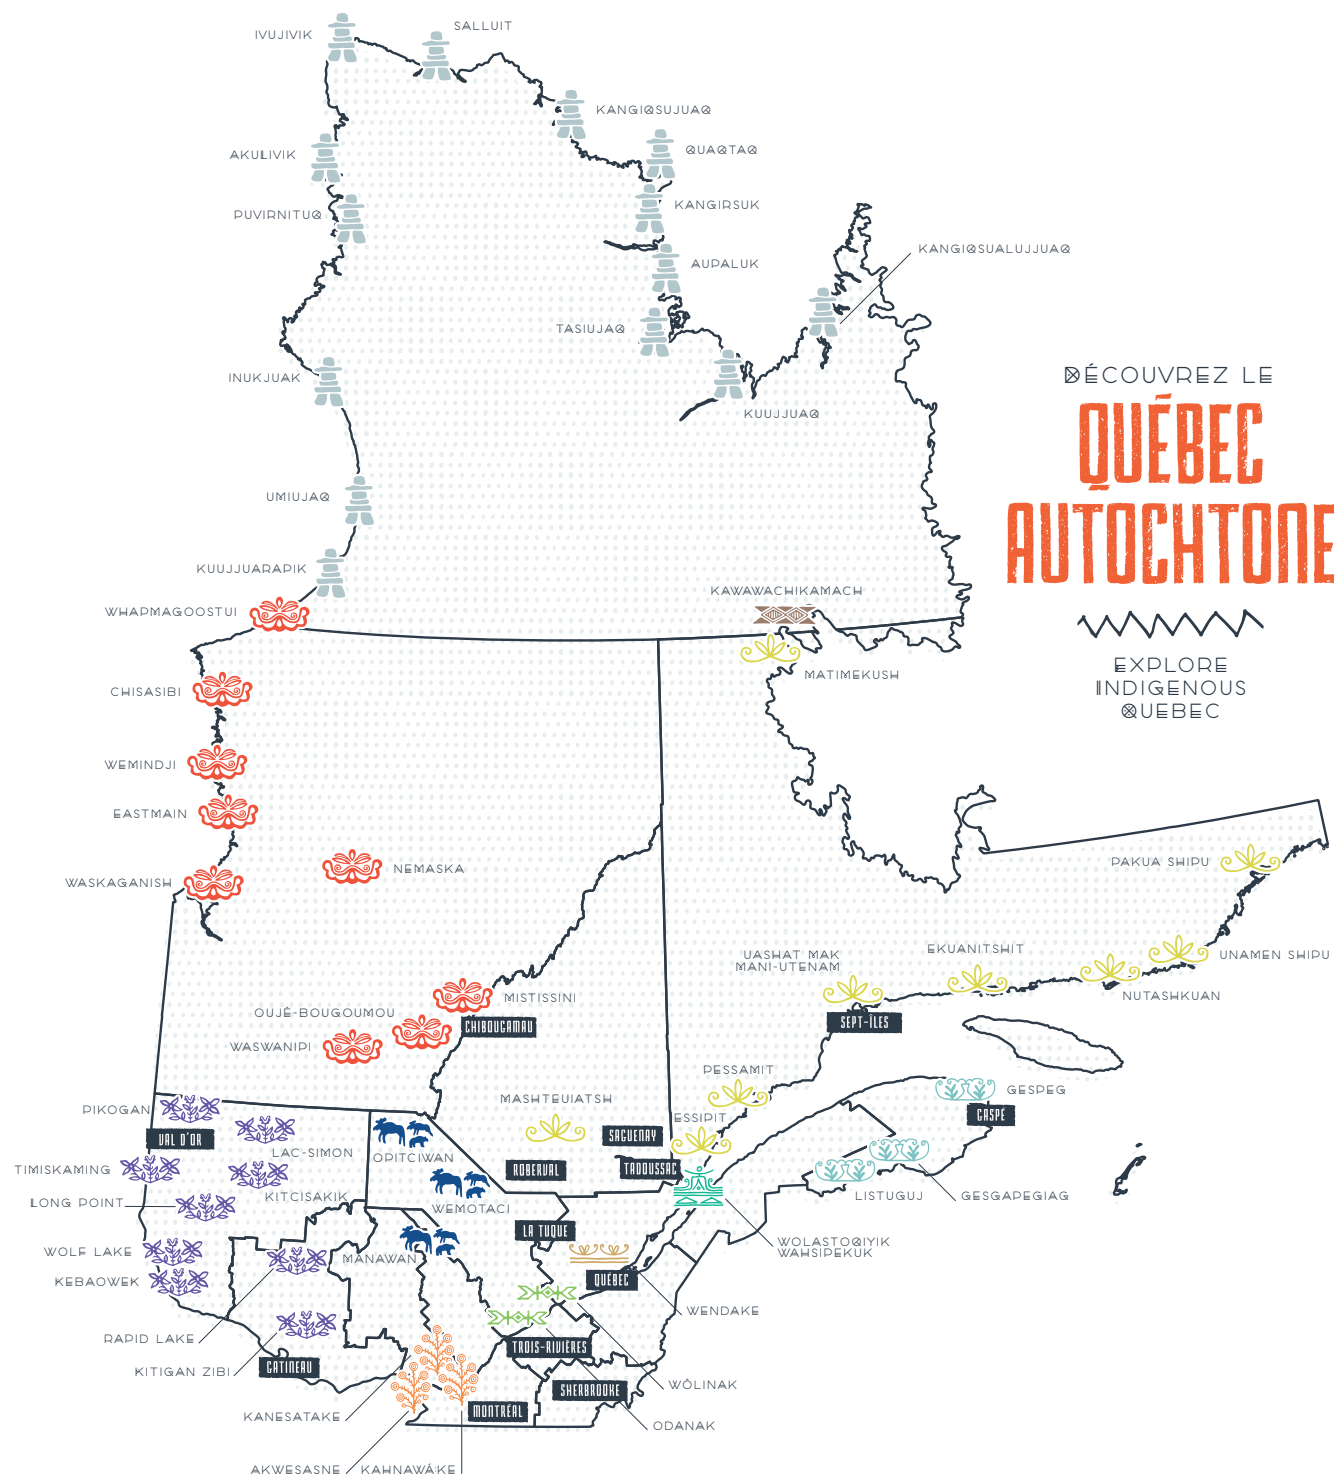 IVUJIVIK
SALLUIT
KANGIQSUJUAQ
AKULIVIK
QUAQTAQ
PUVIRNITUQ
KANGIRSUK
KANGIQSUALUJJUAQ
AUPALUK
TASIUJAQ
INUKJUAK
KUUJJUAQ
DÉCOUVREZ LE
QUÉBEC
AUTOCHTONE
EXPLORE
INDIGENOUS
QUEBEC
UMIUJAQ
KUUJJUARAPIK
WHAPMAGOOSTUI
KAWAWACHIKAMACH
MATIMEKUSH
CHISASIBI
WEMINDJI
EASTMAIN
NEMASKA
WASKAGANISH
PAKUA SHIPU
UASHAT MAK
MANI-UTENAM
EKUANITSHIT
UNAMEN SHIPU
NUTASHKUAN
MISTISSINI
OUJÉ-BOUGOUMOU
CHIBOUGAMAU
SEPT-ÎLES
WASWANIPI
PESSAMIT
MASHTEUIATSH
GESPEG
GASPÉ
PIKOGAN
VAL D'OR
ESSIPIT
SAGUENAY
LAC-SIMON
OPITCIWAN
ROBERVAL
TADOUSSAC
TIMISKAMING
KITCISAKIK
LISTUGUJ
GESGAPEGIAG
LONG POINT
WEMOTACI
LA TUQUE
WOLASTOQIYIK
WAHSIPEKUK
WOLF LAKE
MANAWAN
KEBAOWEK
QUÉBEC
WENDAKE
RAPID LAKE
TROIS-RIVIÈRES
KITIGAN ZIBI
GATINEAU
SHERBROOKE
WÔLINAK
KANESATAKE
MONTRÉAL
ODANAK
AKWESASNE
KAHNAWÁ:KE